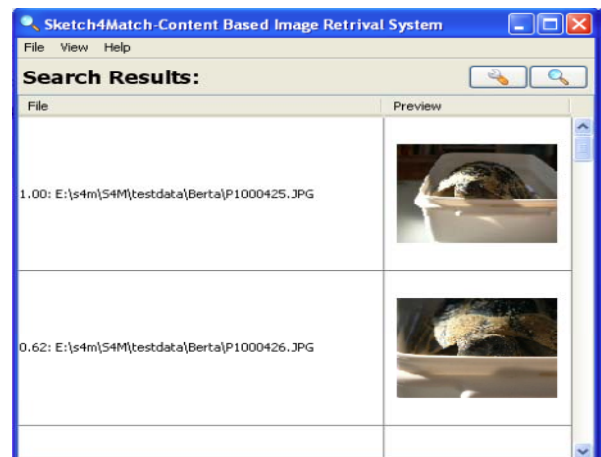 Sketch4Match-Content Based Image Retrival System
File View Help
Search Results:
File Preview
1.00: E:\s4m\S4M\testdata\Berta\P1000425.JPG
0.62: E:\s4m\S4M\testdata\Berta\P1000426.JPG